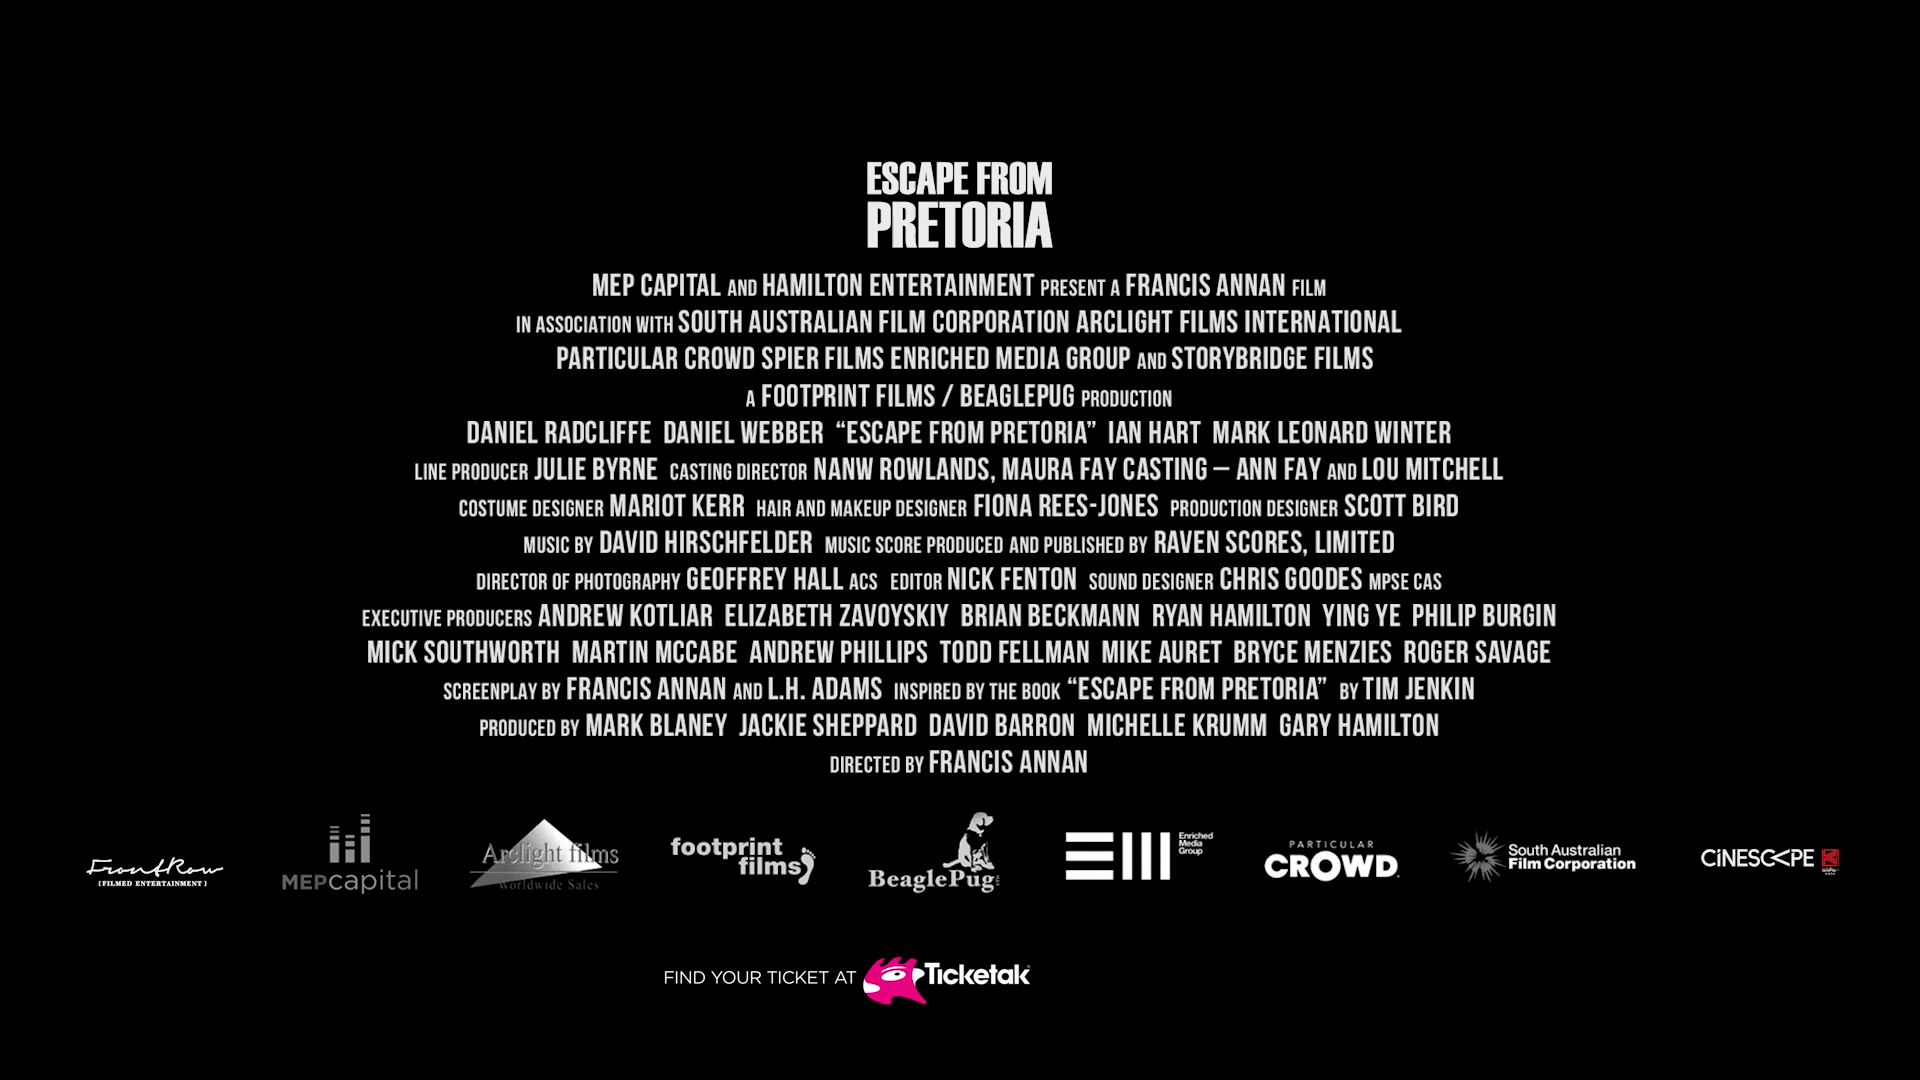 ESCAPE FROM
PRETORIA
MEP CAPITAL AND HAMILTON ENTERTAINMENT PRESENT A FRANCIS ANNAN FILM
IN ASSOCIATION WITH SOUTH AUSTRALIAN FILM CORPORATION ARCLIGHT FILMS INTERNATIONAL
PARTICULAR CROWD SPIER FILMS ENRICHED MEDIA GROUP AND STORYBRIDGE FILMS
A FOOTPRINT FILMS / BEAGLEPUG PRODUCTION
DANIEL RADCLIFFE DANIEL WEBBER “ESCAPE FROM PRETORIA” IAN HART MARK LEONARD WINTER
LINE PRODUCER JULIE BYRNE CASTING DIRECTOR NANW ROWLANDS, MAURA FAY CASTING – ANN FAY AND LOU MITCHELL
COSTUME DESIGNER MARIOT KERR HAIR AND MAKEUP DESIGNER FIONA REES-JONES PRODUCTION DESIGNER SCOTT BIRD
MUSIC BY DAVID HIRSCHFELDER MUSIC SCORE PRODUCED AND PUBLISHED BY RAVEN SCORES, LIMITED
DIRECTOR OF PHOTOGRAPHY GEOFFREY HALL ACS EDITOR NICK FENTON SOUND DESIGNER CHRIS GOODES MPSE CAS
EXECUTIVE PRODUCERS ANDREW KOTLIAR ELIZABETH ZAVOYSKIY BRIAN BECKMANN RYAN HAMILTON YING YE PHILIP BURGIN
MICK SOUTHWORTH MARTIN MCCABE ANDREW PHILLIPS TODD FELLMAN MIKE AURET BRYCE MENZIES ROGER SAVAGE
SCREENPLAY BY FRANCIS ANNAN AND L.H. ADAMS INSPIRED BY THE BOOK “ESCAPE FROM PRETORIA” BY TIM JENKIN
PRODUCED BY MARK BLANEY JACKIE SHEPPARD DAVID BARRON MICHELLE KRUMM GARY HAMILTON
DIRECTED BY FRANCIS ANNAN
FrontRow
(FILMED ENTERTAINMENT)
MEPcapital
Arclight films
Worldwide Sales
footprint
films
BeaglePug
Enriched
Media
Group
PARTICULAR
CROWD
South Australian
Film Corporation
CINESCAPE
FIND YOUR TICKET AT Ticketak